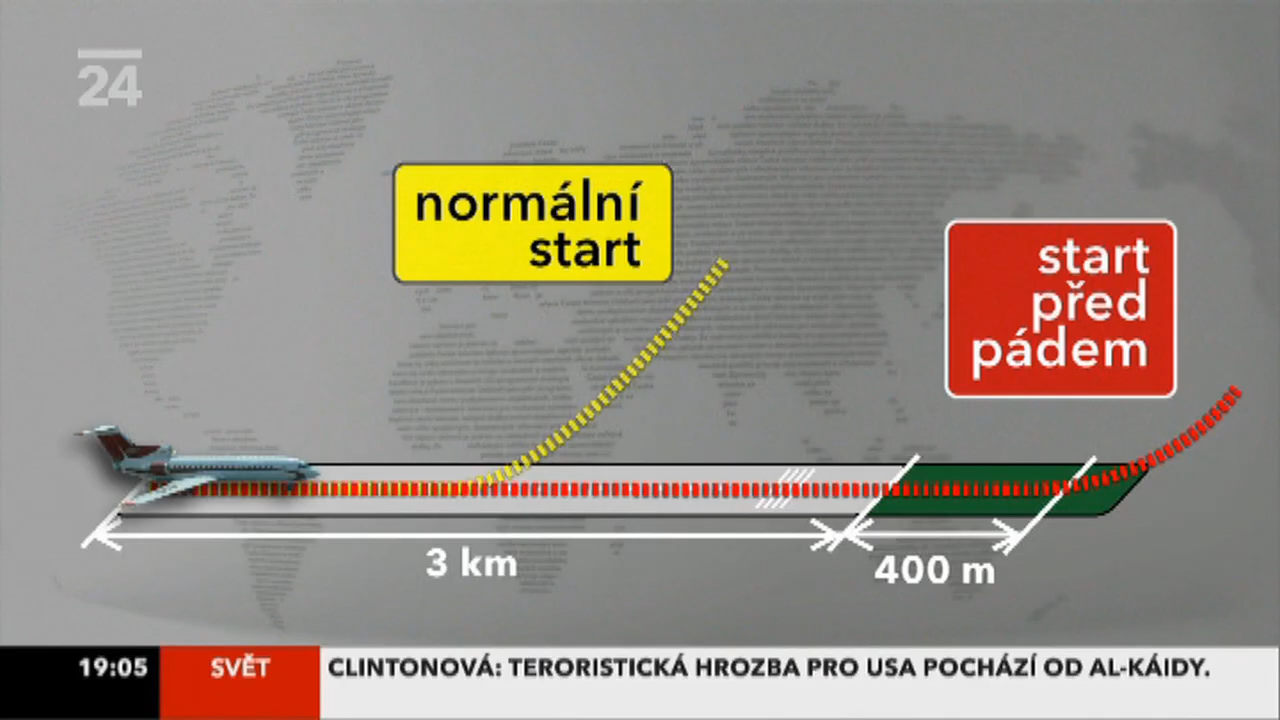 24
normální
start
start
před
pádem
3 km
400 m
19:05
SVĚT
CLINTONOVÁ: TERORISTICKÁ HROZBA PRO USA POCHÁZÍ OD AL-KÁIDY.